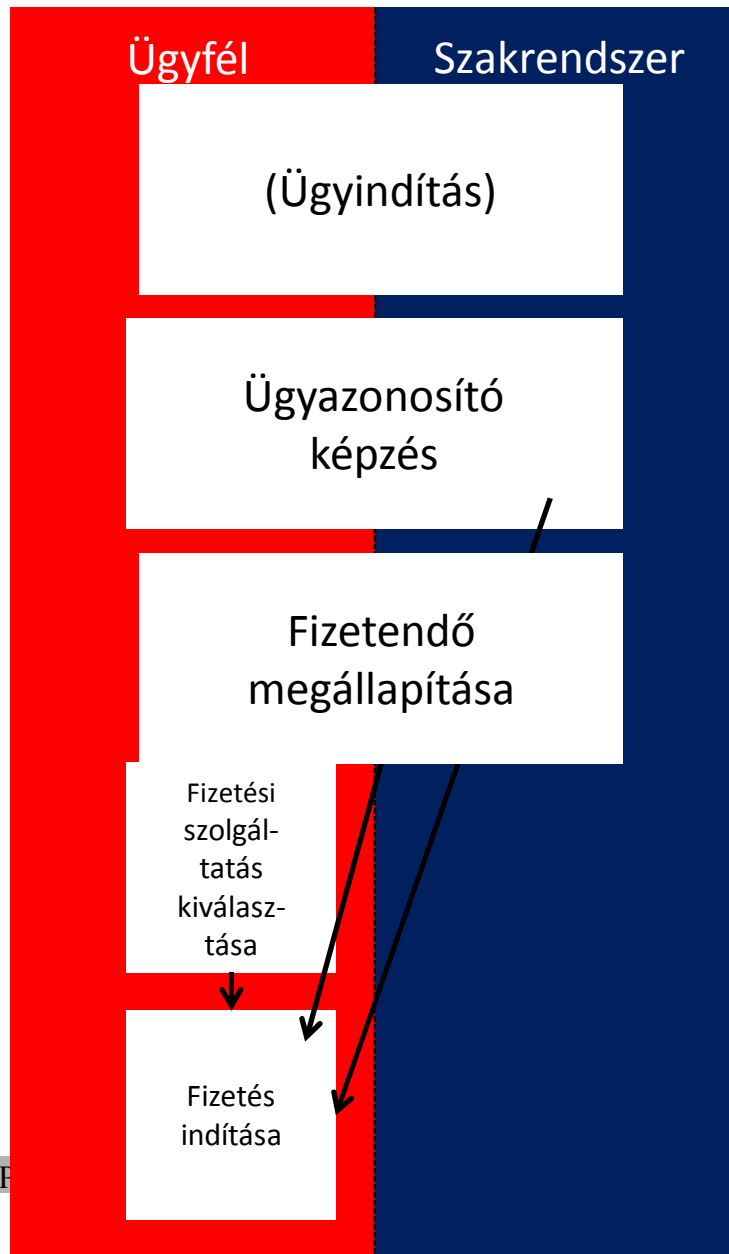 Ügyfél
Szakrendszer
(Ügyindítás)
Ügyazonosító
képzés
Fizetendő
megállapítása
Fizetési
szolgál-
tatás
kiválasz-
tása
Fizetés
indítása
P